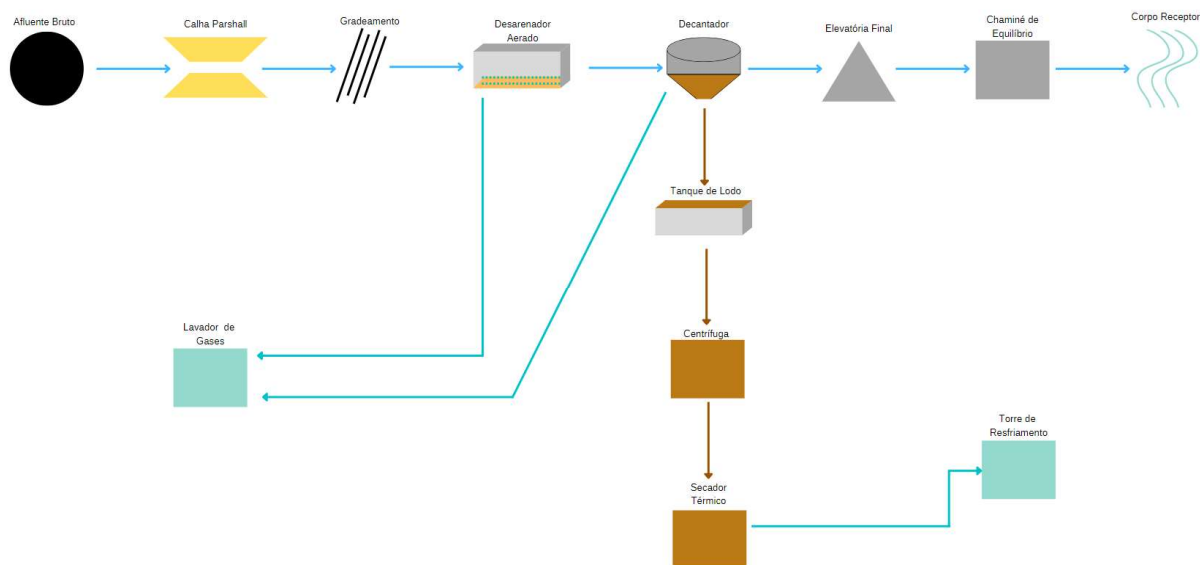 Afluente Bruto
Calha Parshall
Gradeamento
Desarenador
Aerado
Decantador
Elevatória Final
Chaminé de
Equilíbrio
Corpo Receptor
Tanque de Lodo
Lavador de
Gases
Centrífuga
Torre de
Resfriamento
Secador
Térmico